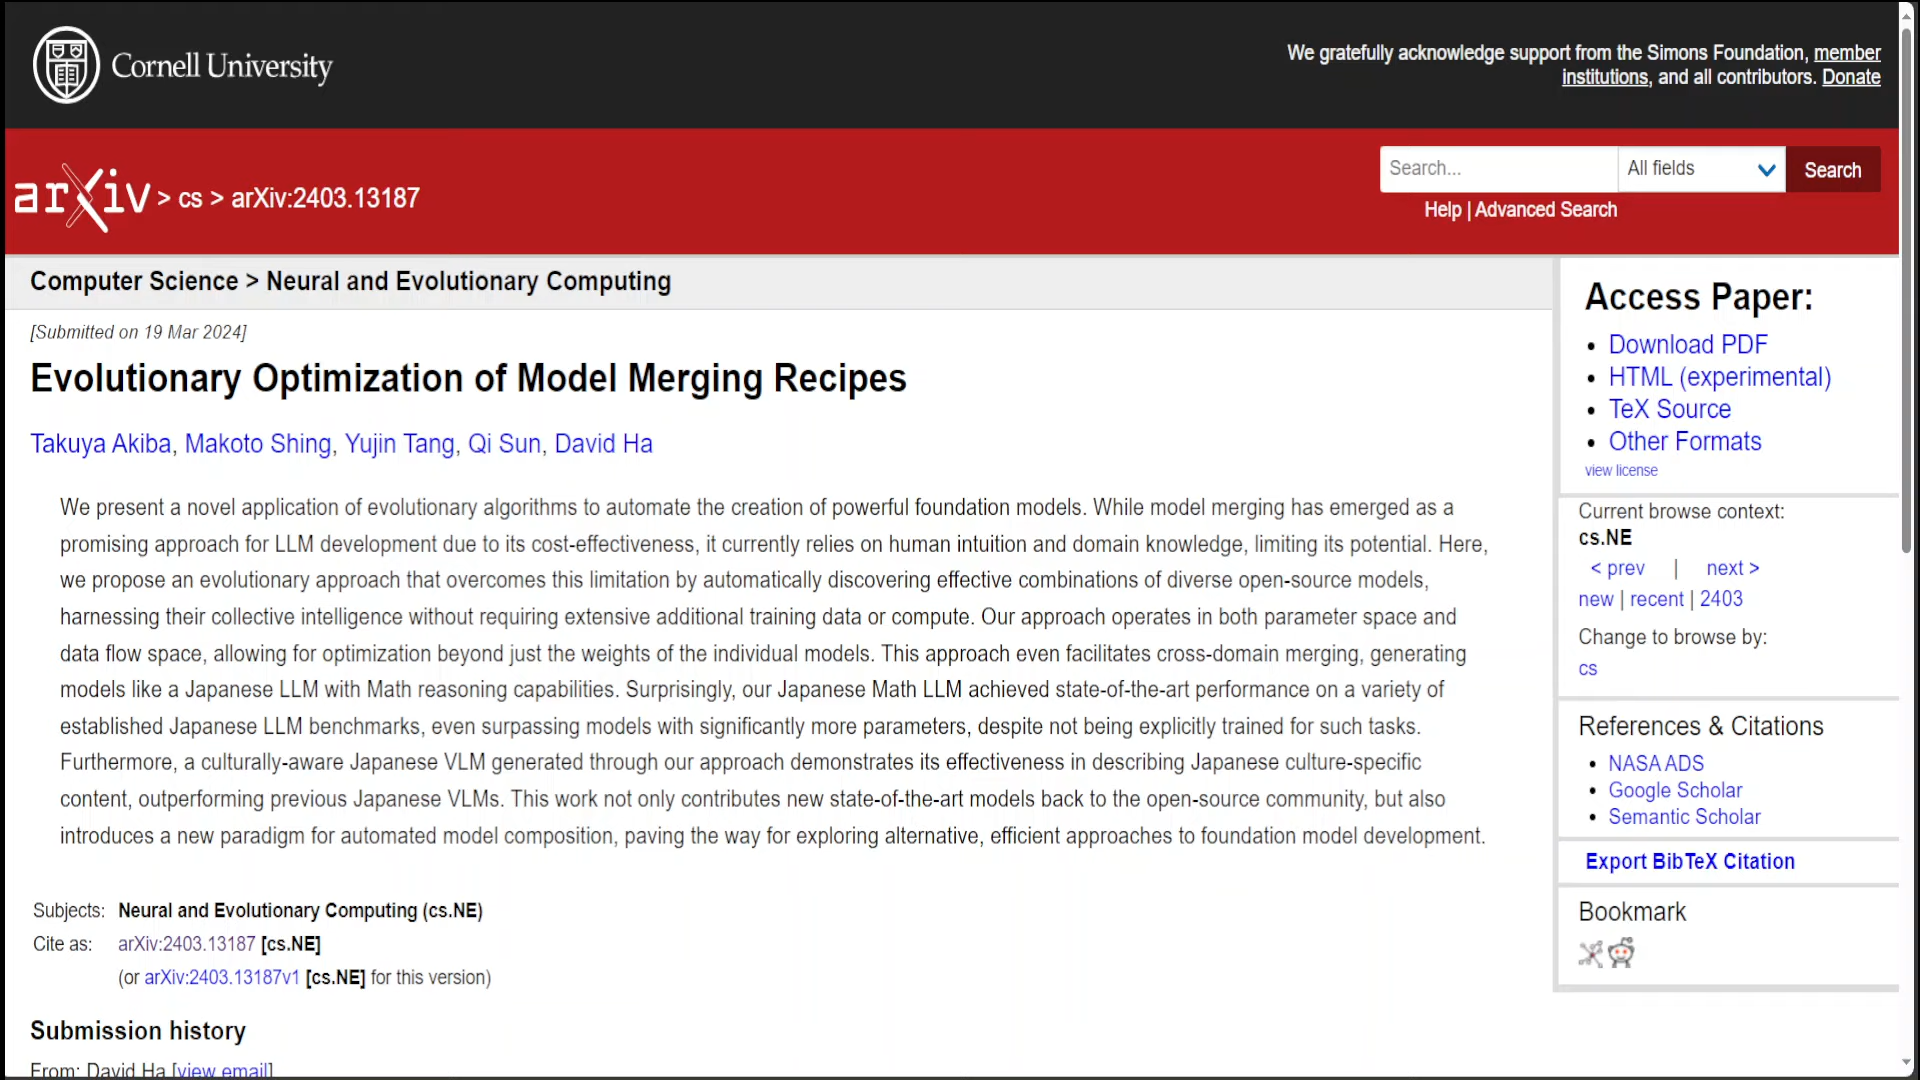 Cornell University
We gratefully acknowledge support from the Simons Foundation, member
institutions, and all contributors. Donate
arXiv > cs > arXiv:2403.13187
Search...
All fields
Search
Help | Advanced Search
Computer Science > Neural and Evolutionary Computing
[Submitted on 19 Mar 2024]
Evolutionary Optimization of Model Merging Recipes
Takuya Akiba, Makoto Shing, Yujin Tang, Qi Sun, David Ha
We present a novel application of evolutionary algorithms to automate the creation of powerful foundation models. While model merging has emerged as a
promising approach for LLM development due to its cost-effectiveness, it currently relies on human intuition and domain knowledge, limiting its potential. Here,
we propose an evolutionary approach that overcomes this limitation by automatically discovering effective combinations of diverse open-source models,
harnessing their collective intelligence without requiring extensive additional training data or compute. Our approach operates in both parameter space and
data flow space, allowing for optimization beyond just the weights of the individual models. This approach even facilitates cross-domain merging, generating
models like a Japanese LLM with Math reasoning capabilities. Surprisingly, our Japanese Math LLM achieved state-of-the-art performance on a variety of
established Japanese LLM benchmarks, even surpassing models with significantly more parameters, despite not being explicitly trained for such tasks.
Furthermore, a culturally-aware Japanese VLM generated through our approach demonstrates its effectiveness in describing Japanese culture-specific
content, outperforming previous Japanese VLMs. This work not only contributes new state-of-the-art models back to the open-source community, but also
introduces a new paradigm for automated model composition, paving the way for exploring alternative, efficient approaches to foundation model development.
Subjects: Neural and Evolutionary Computing (cs.NE)
Cite as: arXiv:2403.13187 [cs.NE]
(or arXiv:2403.13187v1 [cs.NE] for this version)
Submission history
From: David Ha [view email]
Access Paper:
Download PDF
HTML (experimental)
TeX Source
Other Formats
view license
Current browse context:
cs.NE
< prev | next >
new | recent | 2403
Change to browse by:
cs
References & Citations
NASA ADS
Google Scholar
Semantic Scholar
Export BibTeX Citation
Bookmark